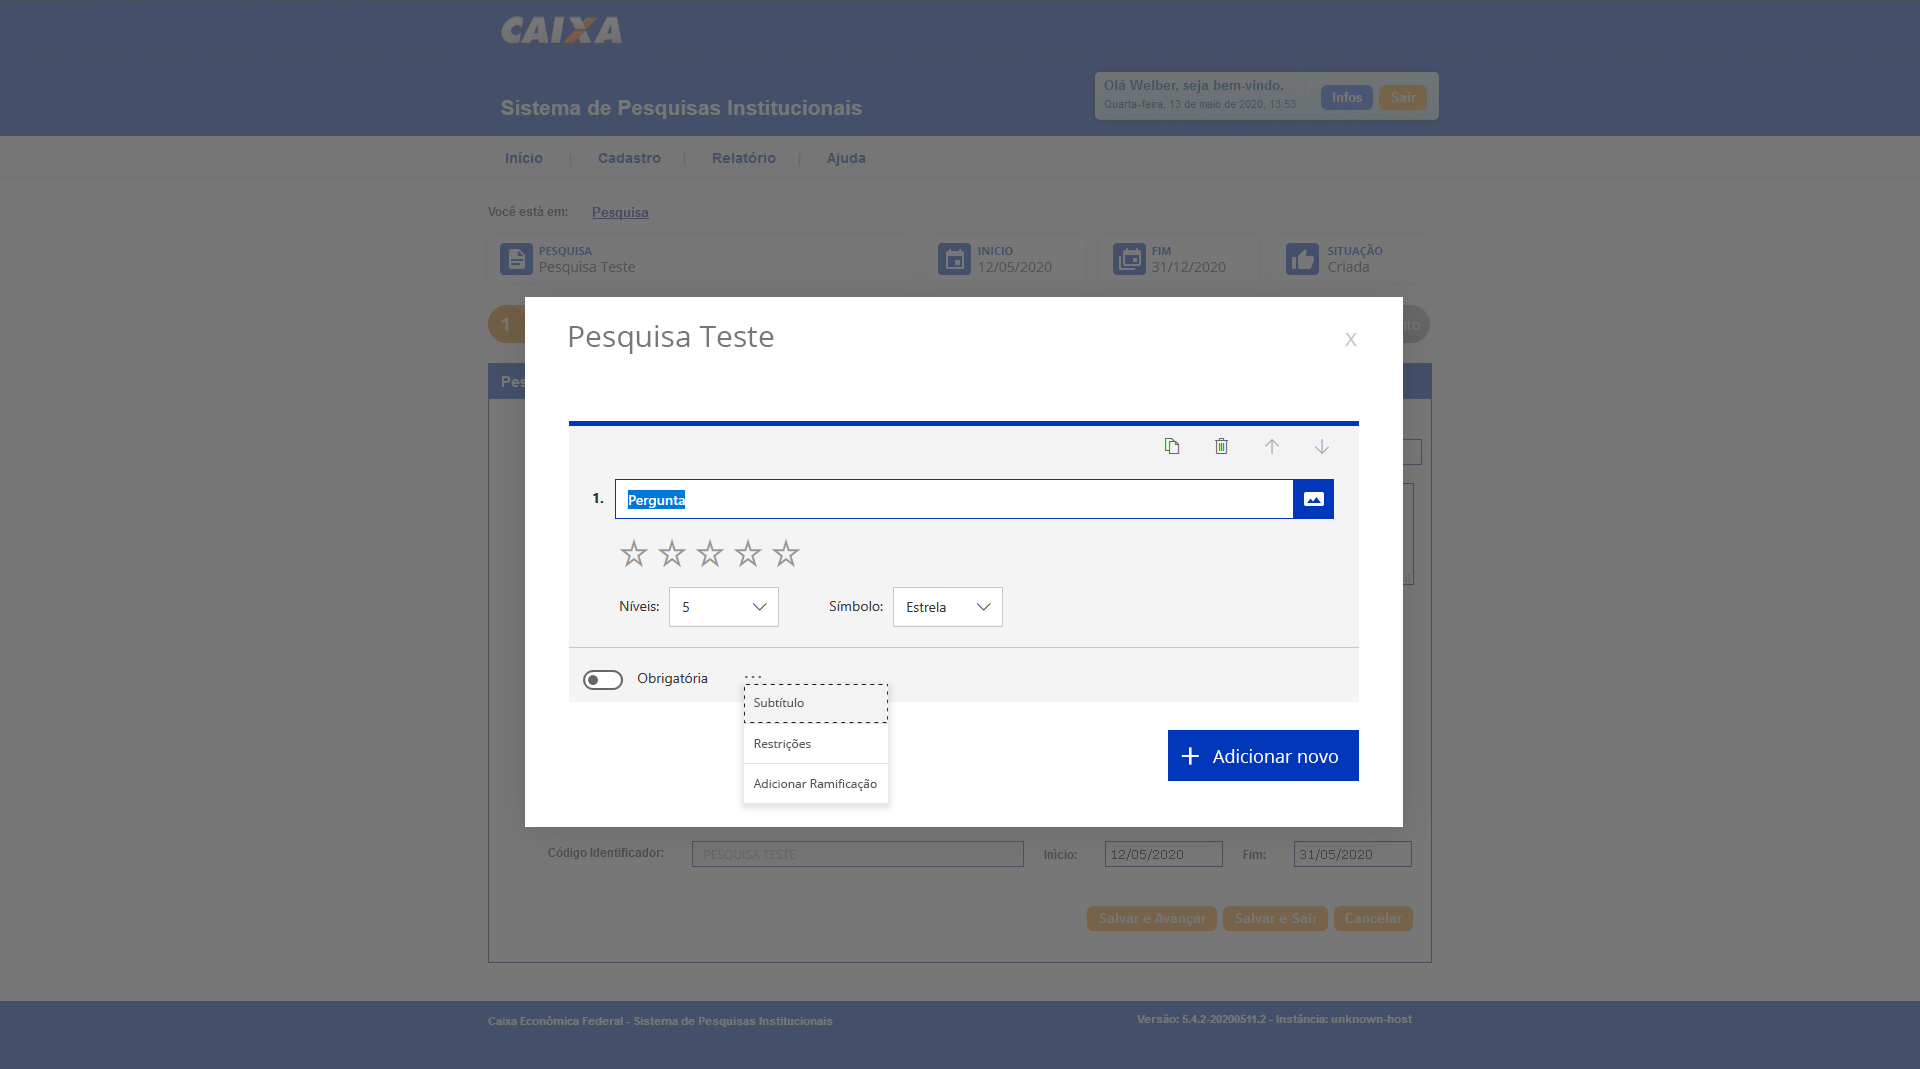 CAIXA
Sistema de Pesquisas Institucionais
Olá Welber, seja bem-vindo.
Quarta-feira, 13 de maio de 2020, 13:53
Infos
Sair
Início | Cadastro | Relatório | Ajuda
Você está em: Pesquisa
PESQUISA
Pesquisa Teste
INICIO
12/05/2020
FIM
31/12/2020
SITUAÇÃO
Criada
1
Pesquisa Teste
x
1. Pergunta
Níveis: 5
Símbolo: Estrela
Obrigatória ...
Subtítulo
Restrições
Adicionar Ramificação
+ Adicionar novo
Código Identificador: PESQUISA TESTE Início: 12/05/2020 Fim: 31/05/2020
Salvar e Avançar
Salvar e Sair
Cancelar
Caixa Econômica Federal - Sistema de Pesquisas Institucionais
Versão: 5.4.2-20200511.2 - Instância: unknown-host